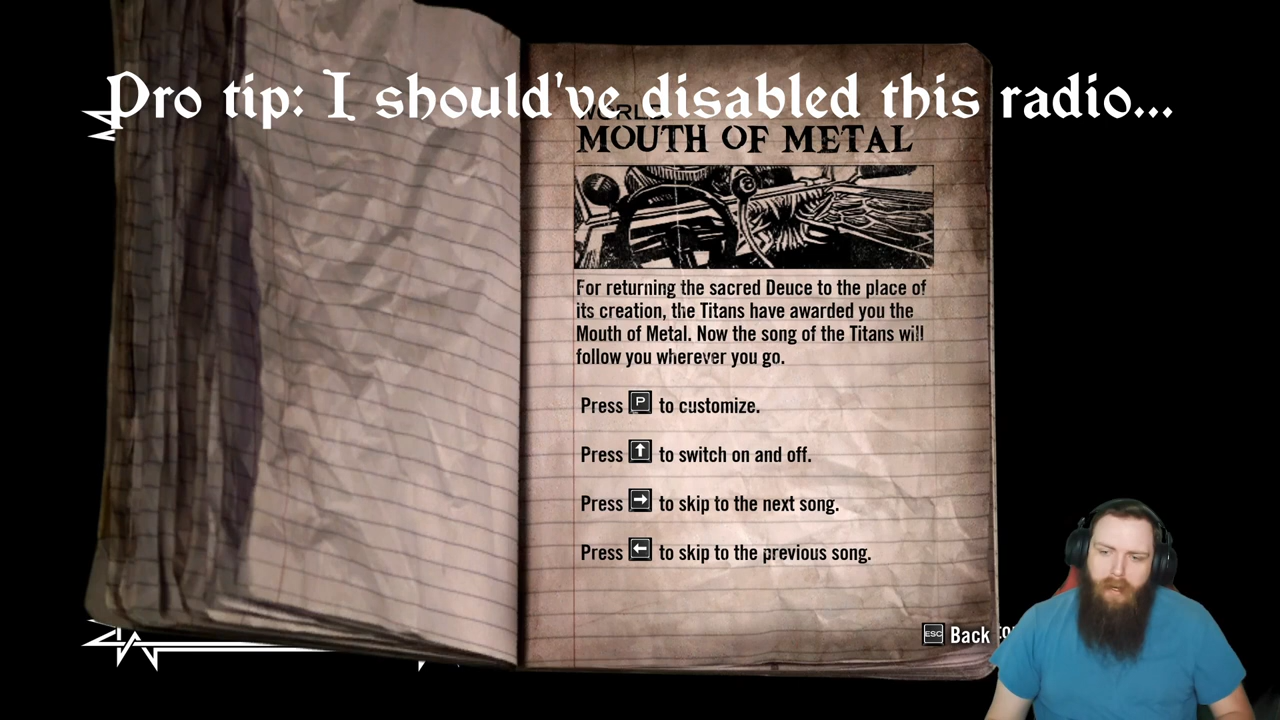 Pro tip: I should've disabled this radio...
WORLD
MOUTH OF METAL
For returning the sacred Deuce to the place of
its creation, the Titans have awarded you the
Mouth of Metal. Now the song of the Titans will
follow you wherever you go.
Press P to customize.
Press ↑ to switch on and off.
Press → to skip to the next song.
Press ← to skip to the previous song.
ESC Back